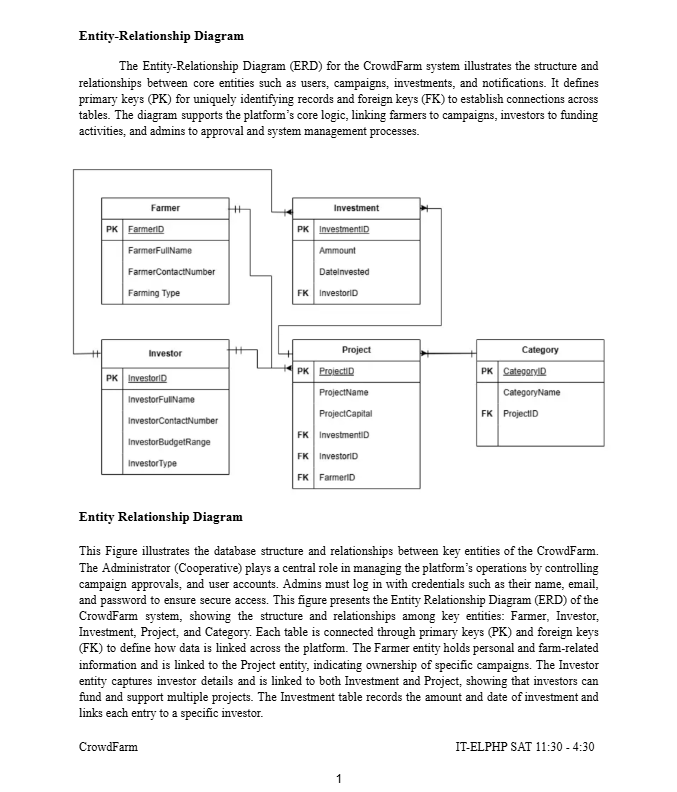 Entity-Relationship Diagram
The Entity-Relationship Diagram (ERD) for the CrowdFarm system illustrates the structure and
relationships between core entities such as users, campaigns, investments, and notifications. It defines
primary keys (PK) for uniquely identifying records and foreign keys (FK) to establish connections across
tables. The diagram supports the platform's core logic, linking farmers to campaigns, investors to funding
activities, and admins to approval and system management processes.
Farmer
PK FarmerID
FarmerFullName
FarmerContactNumber
Farming Type
Investment
PK InvestmentID
Ammount
DateInvested
FK InvestorID
Investor
PK InvestorID
InvestorFullName
InvestorContactNumber
InvestorBudgetRange
InvestorType
Project
PK ProjectID
ProjectName
ProjectCapital
FK InvestmentID
FK InvestorID
FK FarmerID
Category
PK CategoryID
CategoryName
FK ProjectID
Entity Relationship Diagram
This Figure illustrates the database structure and relationships between key entities of the CrowdFarm.
The Administrator (Cooperative) plays a central role in managing the platform's operations by controlling
campaign approvals, and user accounts. Admins must log in with credentials such as their name, email,
and password to ensure secure access. This figure presents the Entity Relationship Diagram (ERD) of the
CrowdFarm system, showing the structure and relationships among key entities: Farmer, Investor,
Investment, Project, and Category. Each table is connected through primary keys (PK) and foreign keys
(FK) to define how data is linked across the platform. The Farmer entity holds personal and farm-related
information and is linked to the Project entity, indicating ownership of specific campaigns. The Investor
entity captures investor details and is linked to both Investment and Project, showing that investors can
fund and support multiple projects. The Investment table records the amount and date of investment and
links each entry to a specific investor.
CrowdFarm IT-ELPHP SAT 11:30 - 4:30
1